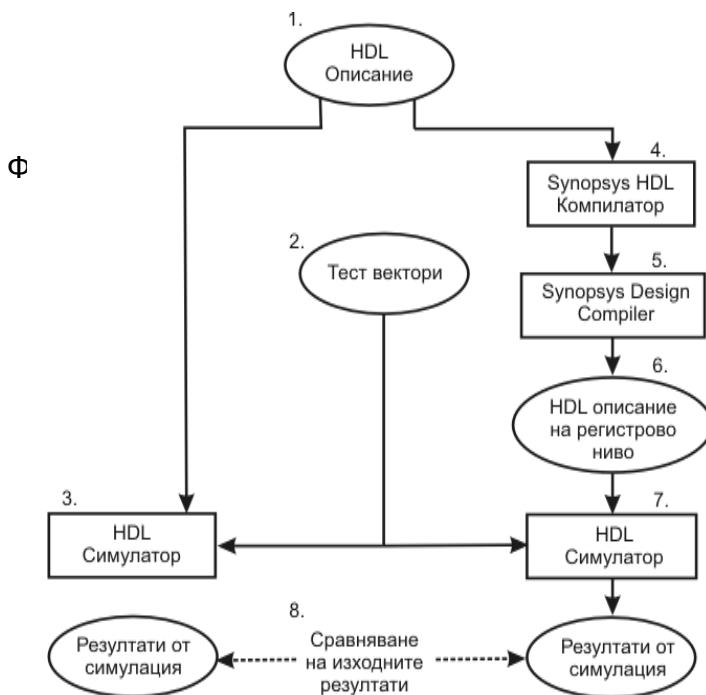 1.
HDL
Описание
4.
Ф
Synopsys HDL
Компилатор
2.
Тест вектори
5.
Synopsys Design
Compiler
6.
HDL описание
на регистрово
ниво
3.
HDL
Симулатор
7.
HDL
Симулатор
8.
Резултати от
симулация
Сравняване
на изходните
резултати
Резултати от
симулация